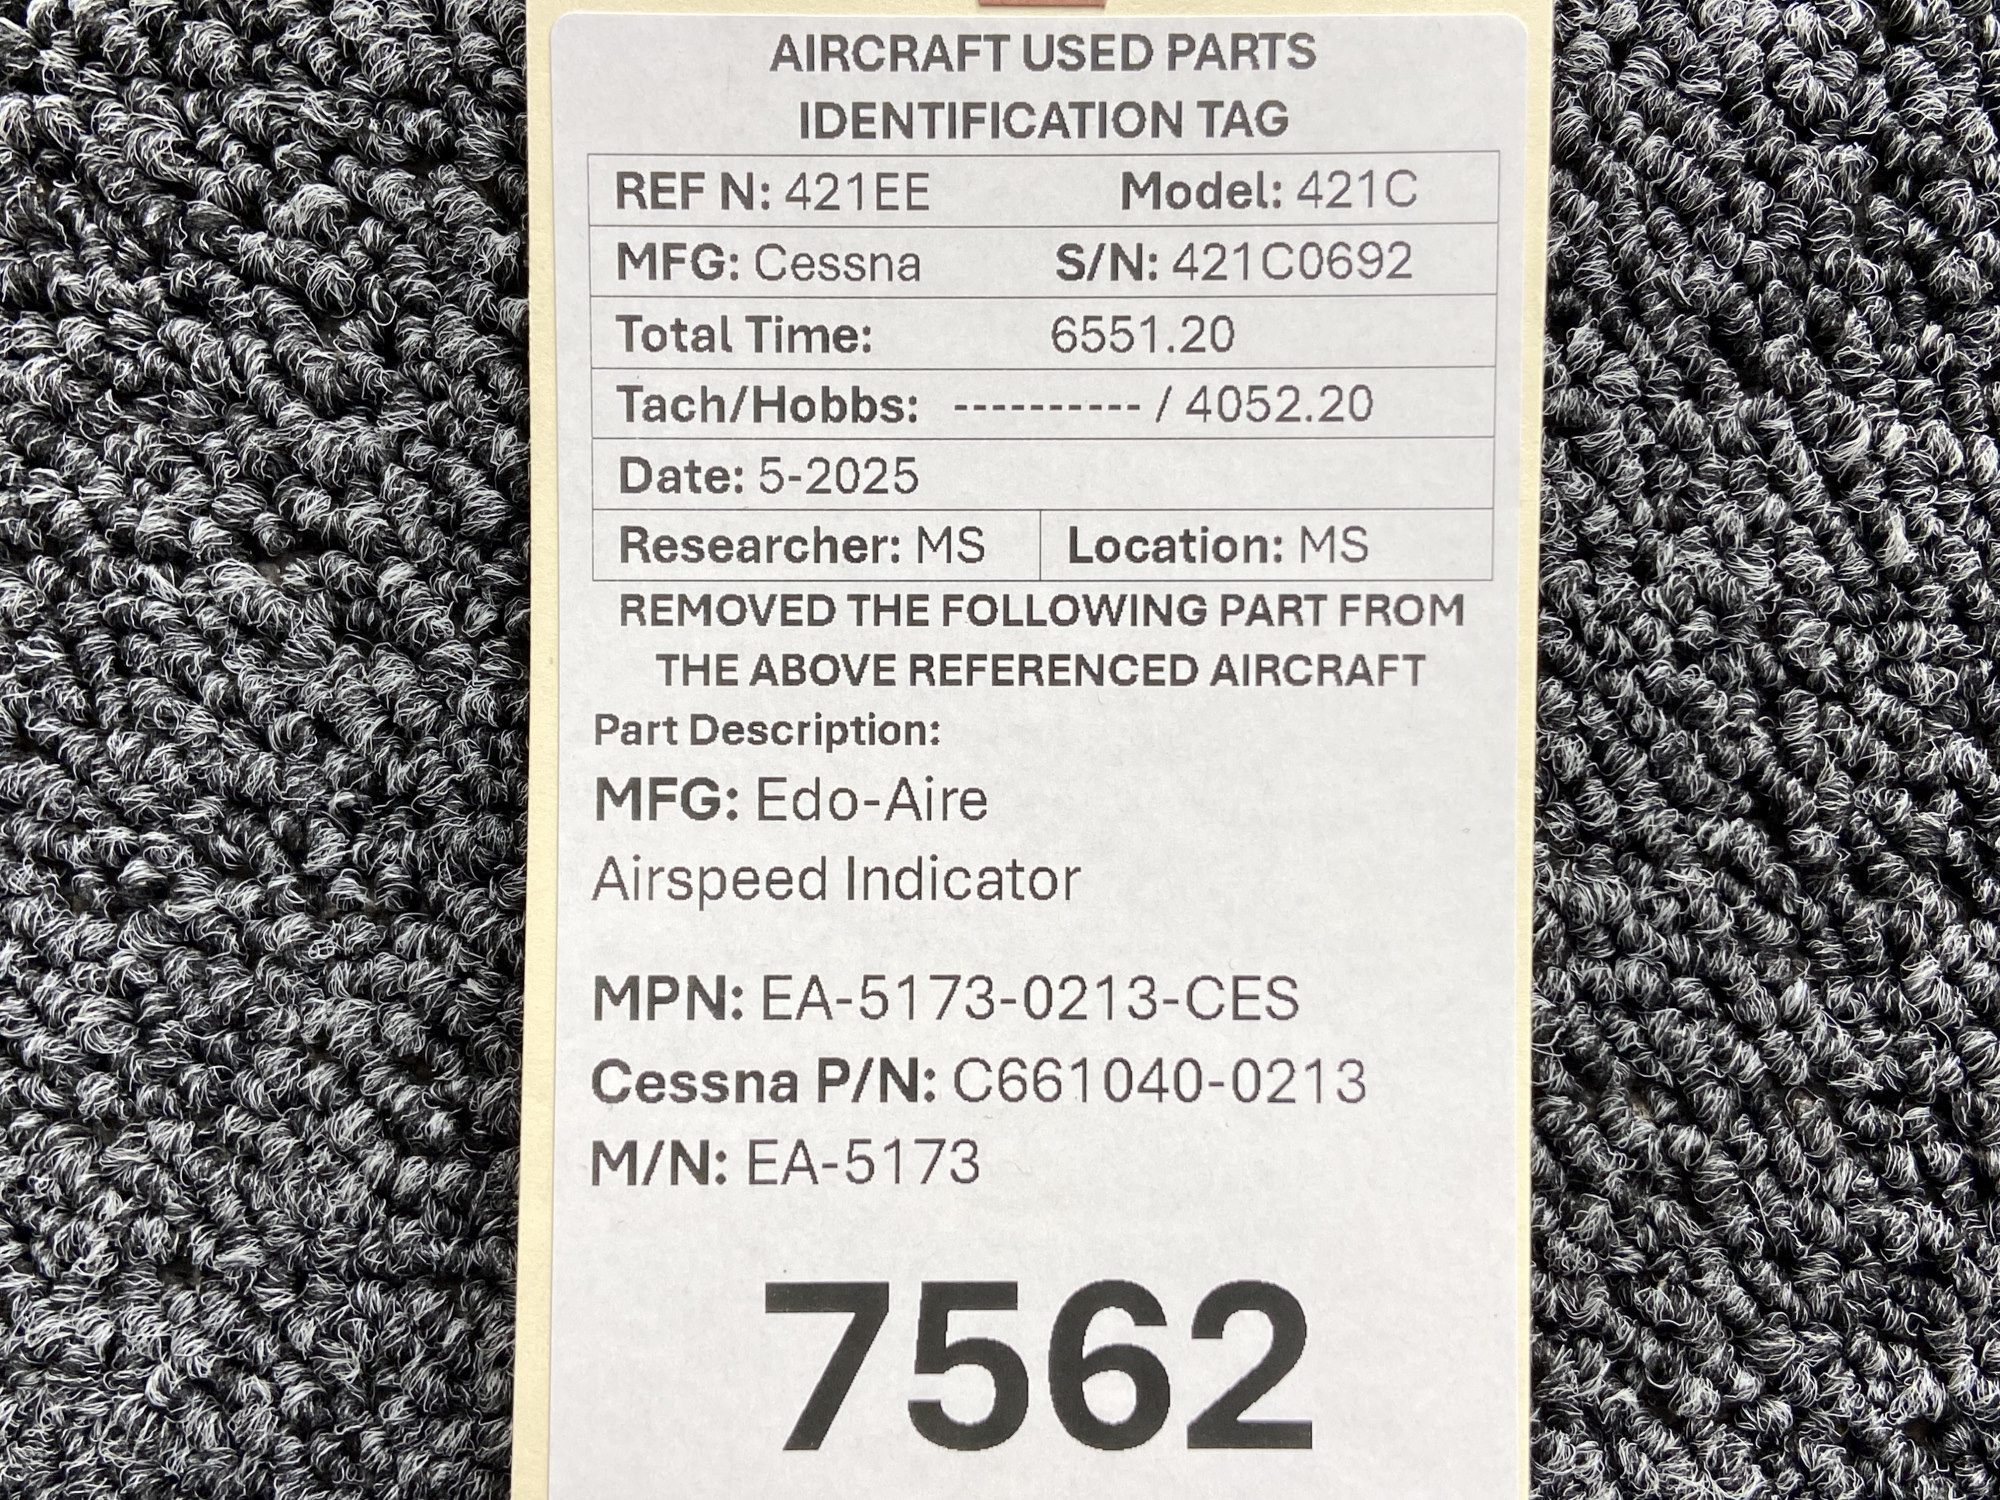 AIRCRAFT USED PARTS
IDENTIFICATION TAG
REF N: 421EE Model: 421C
MFG: Cessna S/N: 421C0692
Total Time: 6551.20
Tach/Hobbs: ---------- / 4052.20
Date: 5-2025
Researcher: MS Location: MS
REMOVED THE FOLLOWING PART FROM
THE ABOVE REFERENCED AIRCRAFT
Part Description:
MFG: Edo-Aire
Airspeed Indicator
MPN: EA-5173-0213-CES
Cessna P/N: C661040-0213
M/N: EA-5173
7562